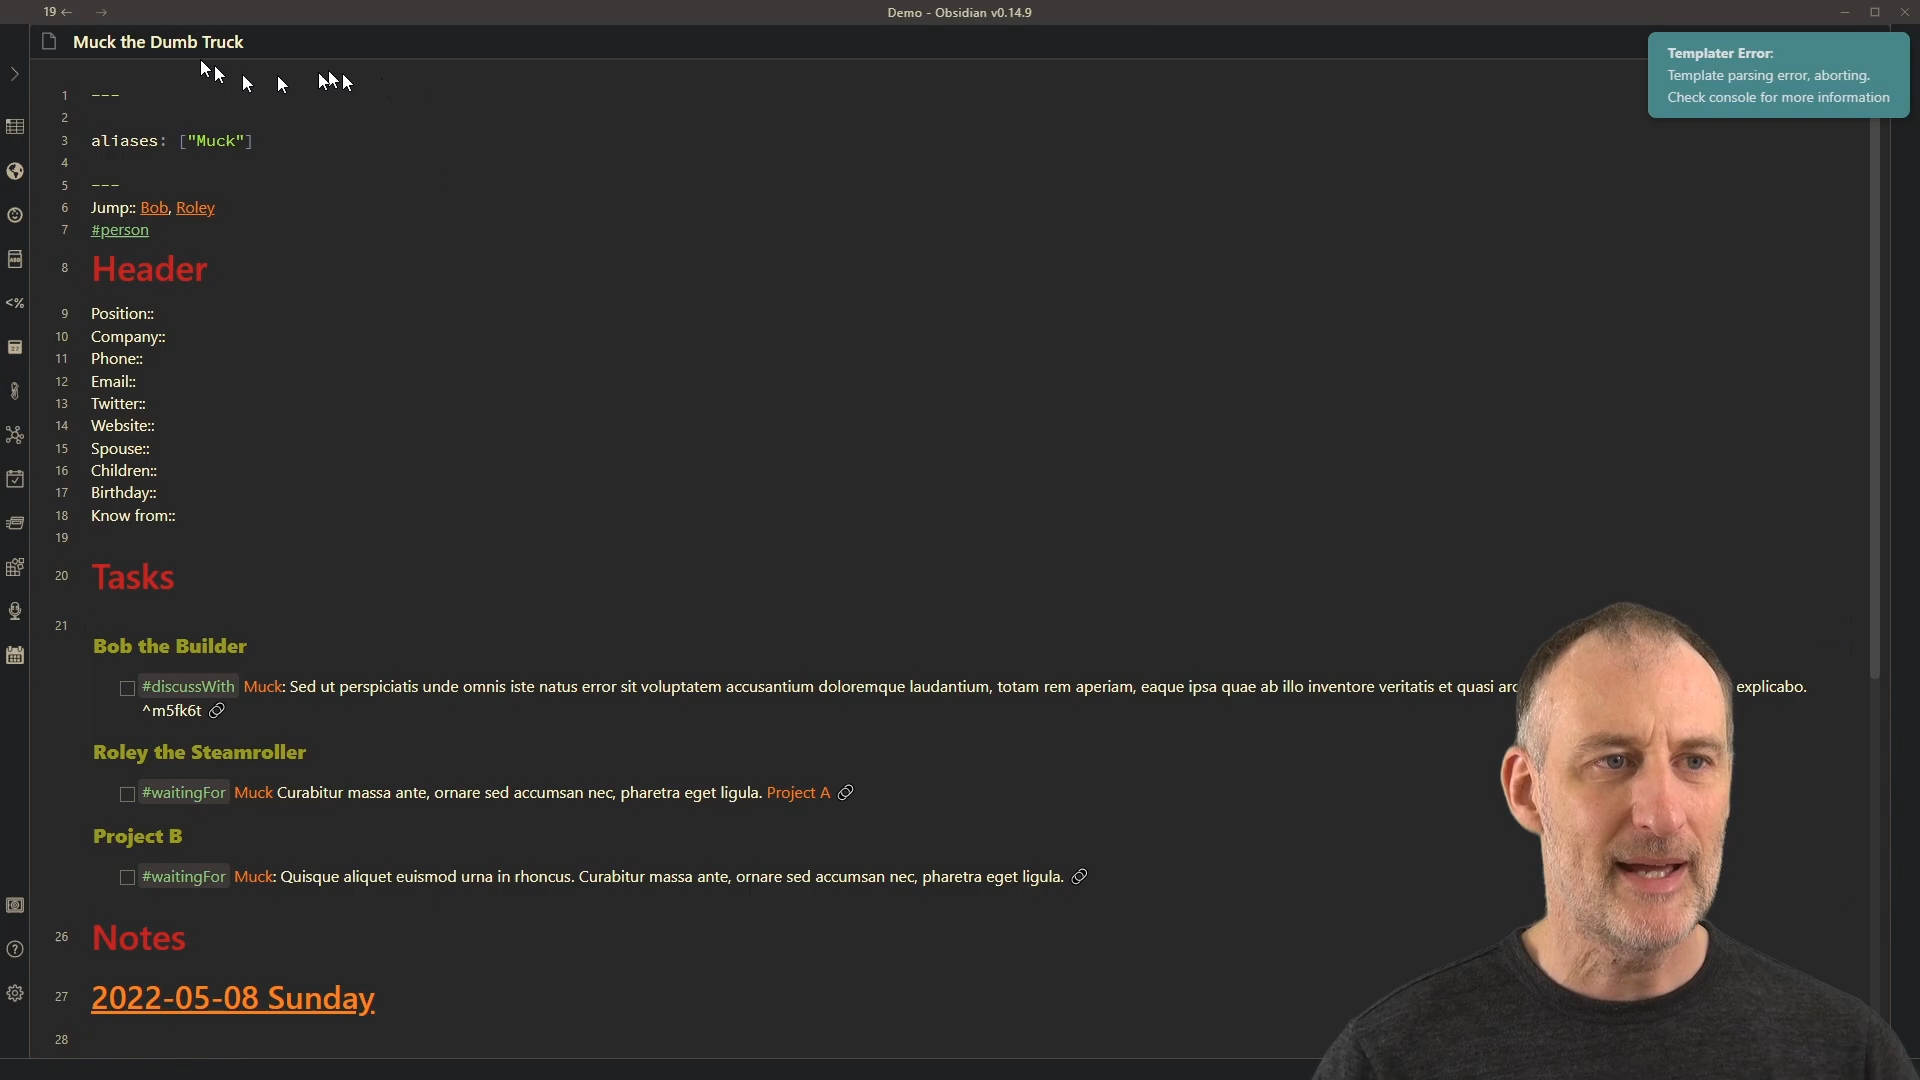 19
Demo - Obsidian v0.14.9
Muck the Dumb Truck
Templater Error:
Template parsing error, aborting.
Check console for more information
1 ---
2
3 aliases: ["Muck"]
4
5 ---
6 Jump:: Bob, Roley
7 #person
8 Header
9 Position::
10 Company::
11 Phone::
12 Email::
13 Twitter::
14 Website::
15 Spouse::
16 Children::
17 Birthday::
18 Know from::
19
20 Tasks
21
Bob the Builder
#discussWith Muck: Sed ut perspiciatis unde omnis iste natus error sit voluptatem accusantium doloremque laudantium, totam rem aperiam, eaque ipsa quae ab illo inventore veritatis et quasi explicabo.
^m5fk6t
Roley the Steamroller
#waitingFor Muck Curabitur massa ante, ornare sed accumsan nec, pharetra eget ligula. Project A
Project B
#waitingFor Muck: Quisque aliquet euismod urna in rhoncus. Curabitur massa ante, ornare sed accumsan nec, pharetra eget ligula.
26 Notes
27 2022-05-08 Sunday
28